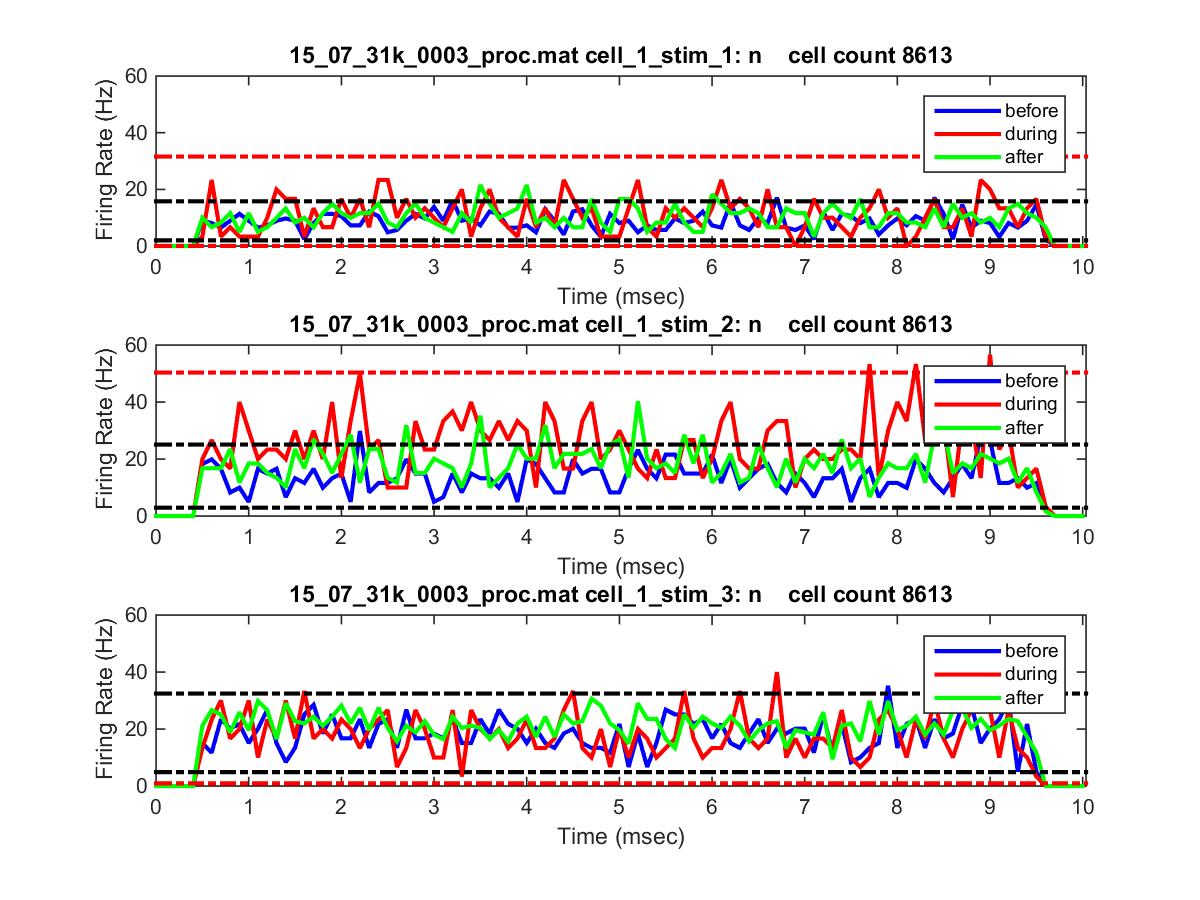 15_07_31k_0003_proc.mat cell_1_stim_1: n    cell count 8613
60
40
20
0
Firing Rate (Hz)
before
during
after
0 1 2 3 4 5 6 7 8 9 10
Time (msec)
15_07_31k_0003_proc.mat cell_1_stim_2: n    cell count 8613
60
40
20
0
Firing Rate (Hz)
before
during
after
0 1 2 3 4 5 6 7 8 9 10
Time (msec)
15_07_31k_0003_proc.mat cell_1_stim_3: n    cell count 8613
60
40
20
0
Firing Rate (Hz)
before
during
after
0 1 2 3 4 5 6 7 8 9 10
Time (msec)